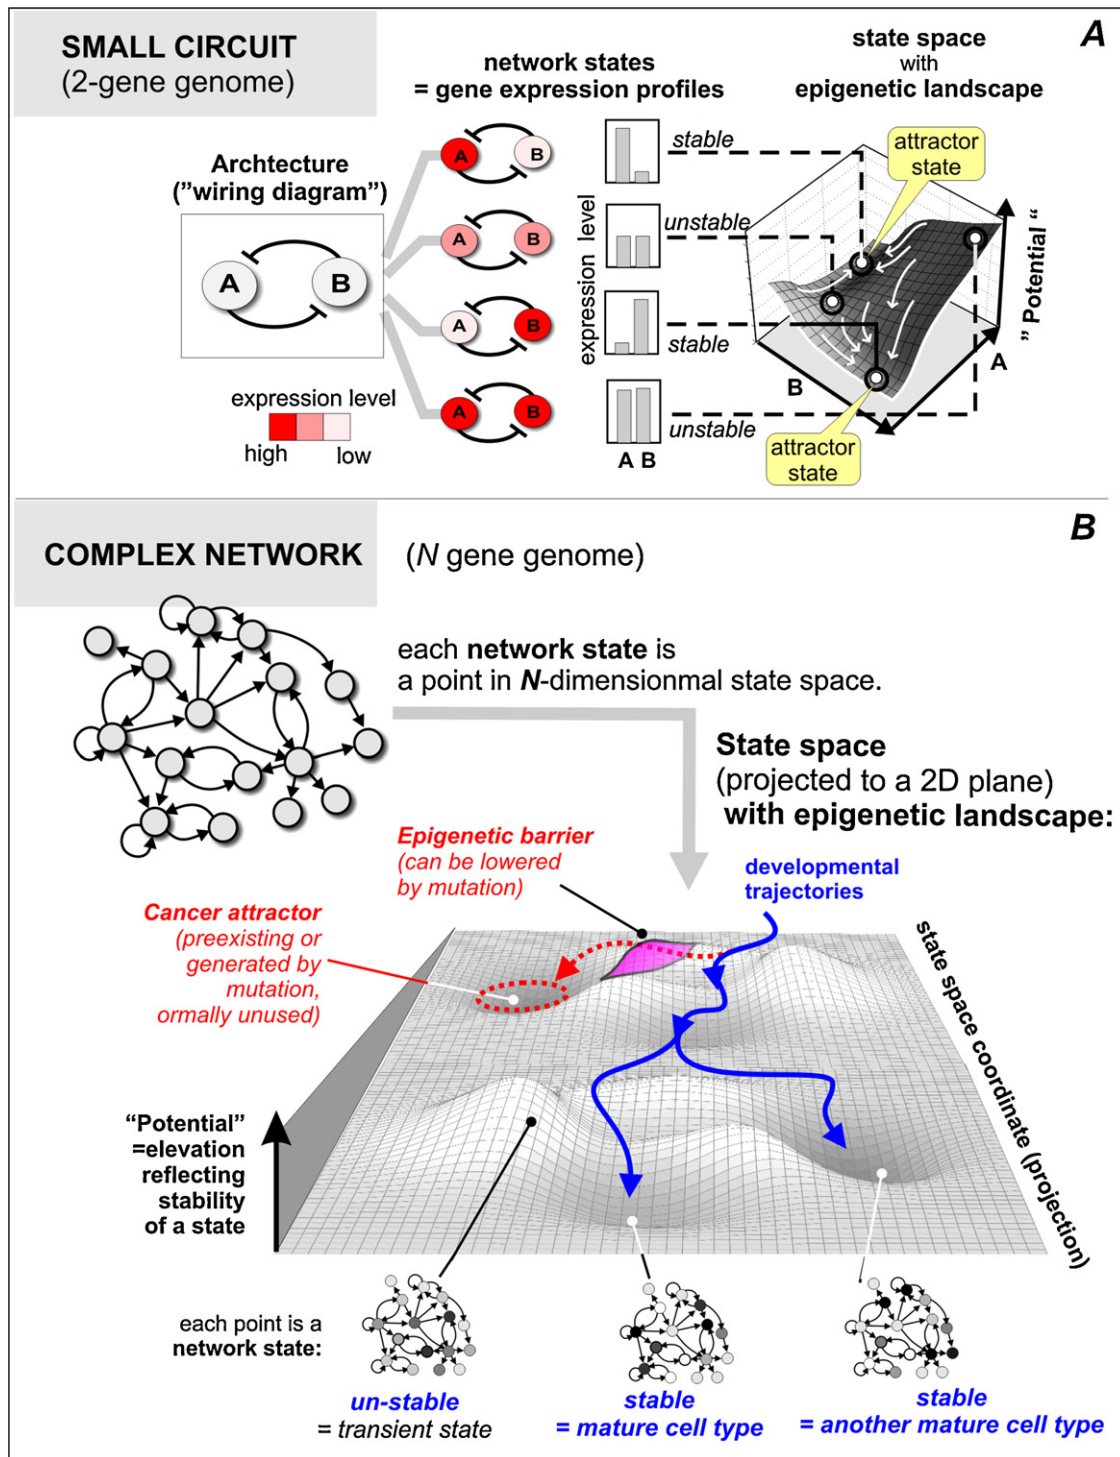 A
SMALL CIRCUIT
(2-gene genome)
network states
= gene expression profiles
state space
with
epigenetic landscape
Archtecture
("wiring diagram")
A
B
expression level
high
low
A
B
A
B
A
B
A
B
expression level
A B
stable
unstable
stable
unstable
attractor
state
attractor
state
B
A
„ Potential “
B
COMPLEX NETWORK
(N gene genome)
each network state is
a point in N-dimensionmal state space.
State space
(projected to a 2D plane)
with epigenetic landscape:
Epigenetic barrier
(can be lowered
by mutation)
developmental
trajectories
Cancer attractor
(preexisting or
generated by
mutation,
ormally unused)
state space coordinate (projection)
“Potential”
=elevation
reflecting
stability
of a state
each point is a
network state:
un-stable
= transient state
stable
= mature cell type
stable
= another mature cell type